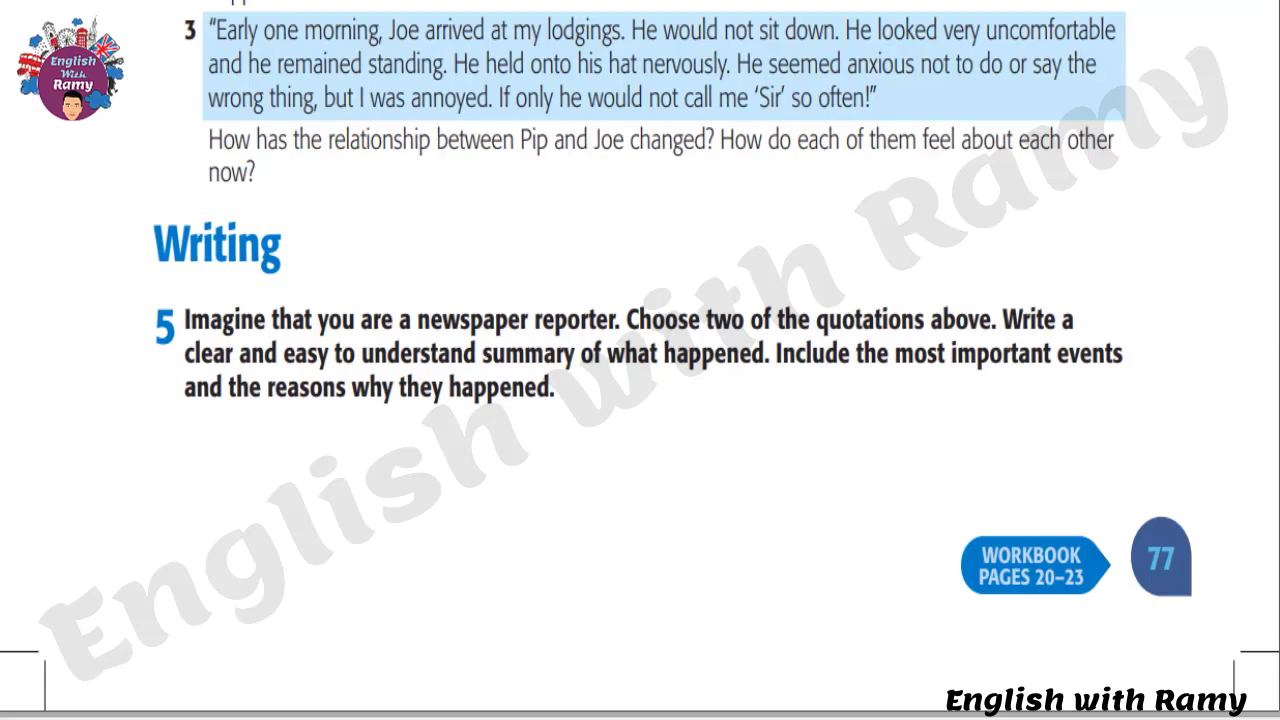 English
With
Ramy
3 “Early one morning, Joe arrived at my lodgings. He would not sit down. He looked very uncomfortable
and he remained standing. He held onto his hat nervously. He seemed anxious not to do or say the
wrong thing, but I was annoyed. If only he would not call me ‘Sir’ so often!”
How has the relationship between Pip and Joe changed? How do each of them feel about each other
now?
Writing
5 Imagine that you are a newspaper reporter. Choose two of the quotations above. Write a
clear and easy to understand summary of what happened. Include the most important events
and the reasons why they happened.
English with Ramy
WORKBOOK
PAGES 20–23
77
English with Ramy